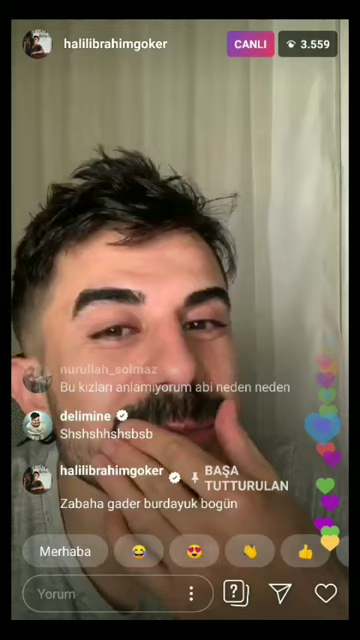 halilibrahimgoker
CANLI
3.559
nurullah_solmaz
Bu kızları anlamıyorum abi neden neden
delimine
Shshshhshsbsb
halilibrahimgoker
BAŞA
TUTTURULAN
Zabaha gader burdayuk bogün
Merhaba
Yorum